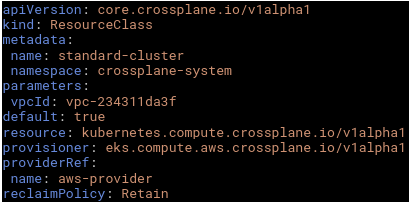 apiVersion: core.crossplane.io/v1alpha1
kind: ResourceClass
metadata:
 name: standard-cluster
 namespace: crossplane-system
parameters:
 vpcId: vpc-234311da3f
default: true
resource: kubernetes.compute.crossplane.io/v1alpha1
provisioner: eks.compute.aws.crossplane.io/v1alpha1
providerRef:
 name: aws-provider
reclaimPolicy: Retain